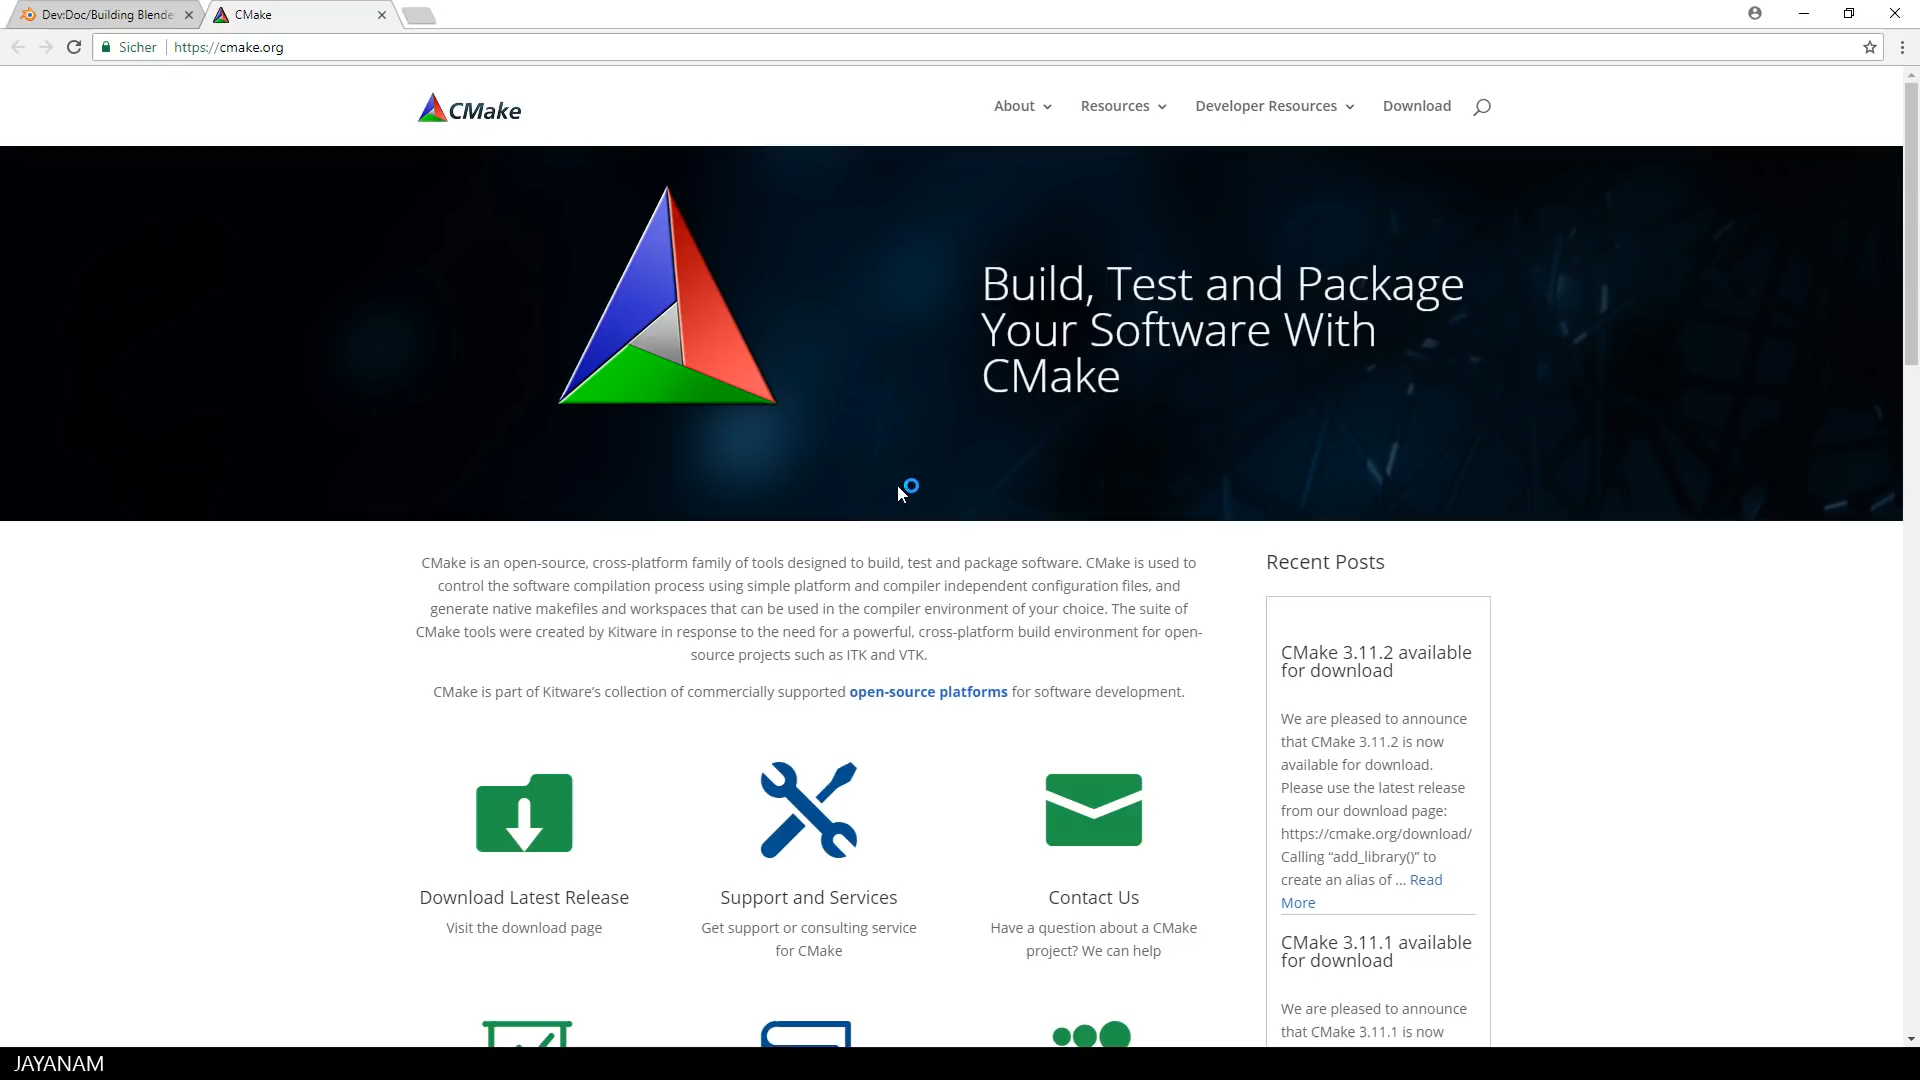 Dev:Doc/Building Blende
CMake
Sicher
https://cmake.org
CMake
About
Resources
Developer Resources
Download
Build, Test and Package
Your Software With
CMake
CMake is an open-source, cross-platform family of tools designed to build, test and package software. CMake is used to
control the software compilation process using simple platform and compiler independent configuration files, and
generate native makefiles and workspaces that can be used in the compiler environment of your choice. The suite of
CMake tools were created by Kitware in response to the need for a powerful, cross-platform build environment for open-
source projects such as ITK and VTK.
CMake is part of Kitware’s collection of commercially supported open-source platforms for software development.
Download Latest Release
Visit the download page
Support and Services
Get support or consulting service
for CMake
Contact Us
Have a question about a CMake
project? We can help
Recent Posts
CMake 3.11.2 available
for download
We are pleased to announce
that CMake 3.11.2 is now
available for download.
Please use the latest release
from our download page:
https://cmake.org/download/
Calling “add_library()” to
create an alias of ... Read
More
CMake 3.11.1 available
for download
We are pleased to announce
that CMake 3.11.1 is now
JAYANAM